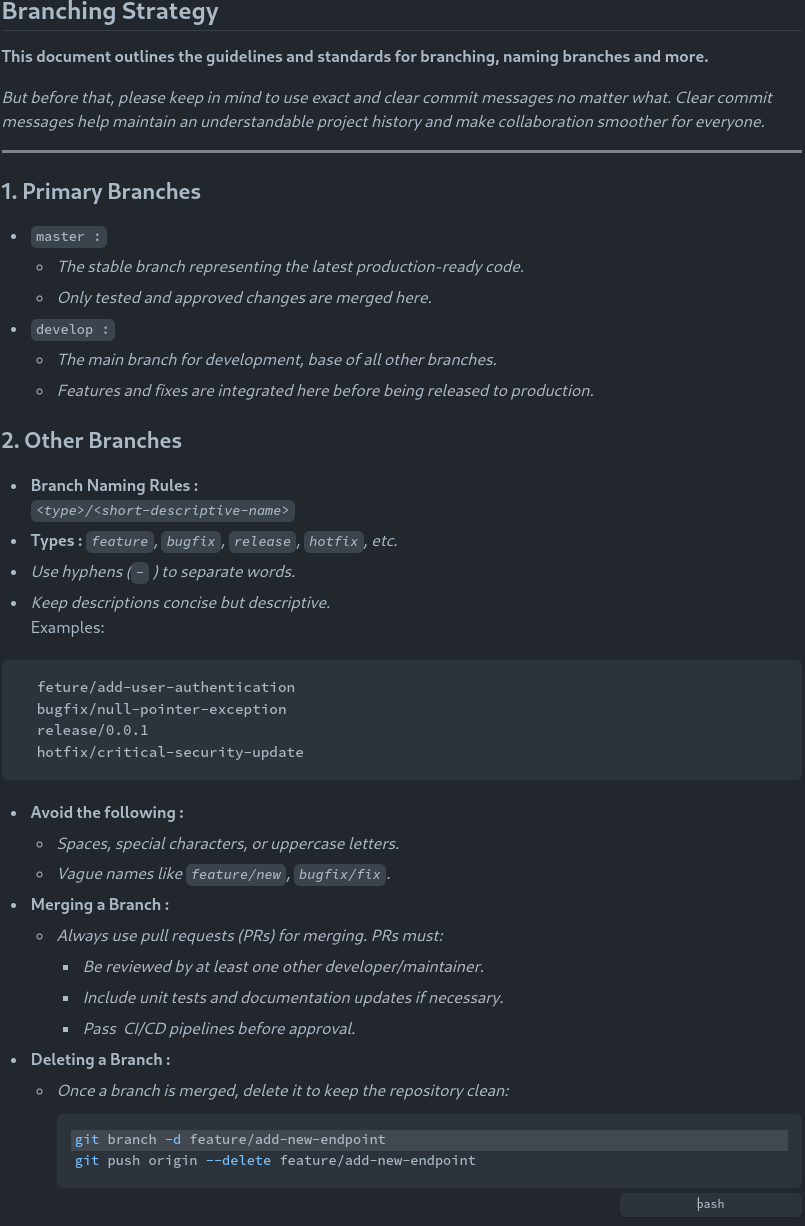 Branching Strategy
This document outlines the guidelines and standards for branching, naming branches and more.
But before that, please keep in mind to use exact and clear commit messages no matter what. Clear commit
messages help maintain an understandable project history and make collaboration smoother for everyone.
1. Primary Branches
• master :
◦ The stable branch representing the latest production-ready code.
◦ Only tested and approved changes are merged here.
• develop :
◦ The main branch for development, base of all other branches.
◦ Features and fixes are integrated here before being released to production.
2. Other Branches
• Branch Naming Rules :
<type>/<short-descriptive-name>
• Types : feature, bugfix, release, hotfix, etc.
• Use hyphens (- ) to separate words.
• Keep descriptions concise but descriptive.
Examples:
feture/add-user-authentication
bugfix/null-pointer-exception
release/0.0.1
hotfix/critical-security-update
• Avoid the following :
◦ Spaces, special characters, or uppercase letters.
◦ Vague names like feature/new, bugfix/fix.
• Merging a Branch :
◦ Always use pull requests (PRs) for merging. PRs must:
▪ Be reviewed by at least one other developer/maintainer.
▪ Include unit tests and documentation updates if necessary.
▪ Pass  CI/CD pipelines before approval.
• Deleting a Branch :
◦ Once a branch is merged, delete it to keep the repository clean:
git branch -d feature/add-new-endpoint
git push origin --delete feature/add-new-endpoint
bash